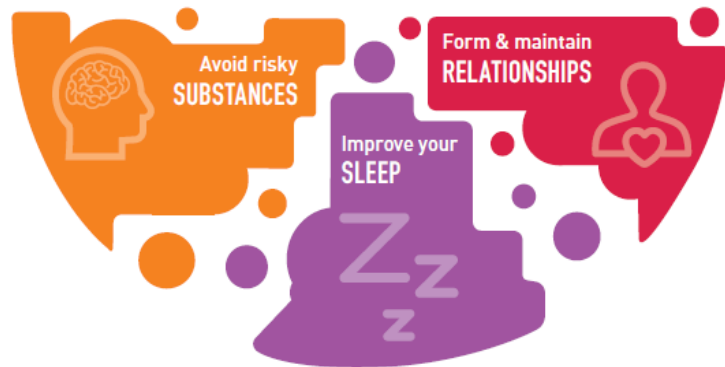 Avoid risky
SUBSTANCES
Form & maintain
RELATIONSHIPS
Improve your
SLEEP
Z
z
z